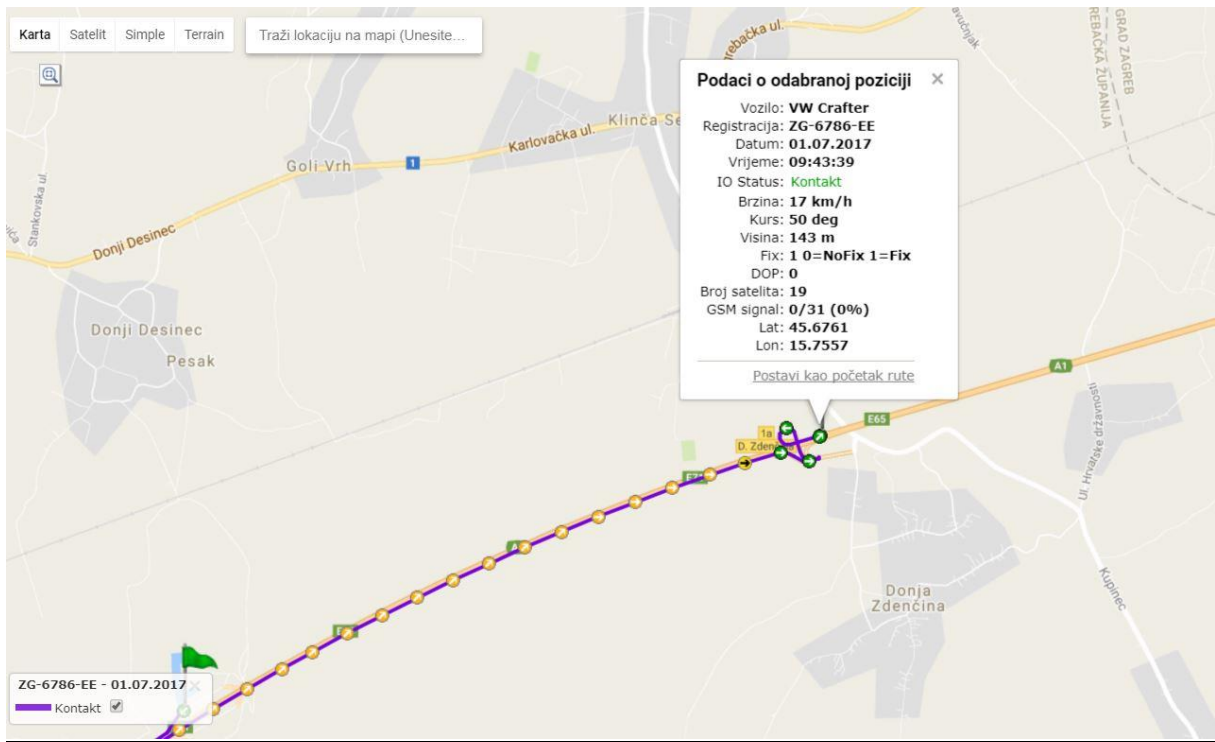 Karta Satelit Simple Terrain
Traži lokaciju na mapi (Unesite...
Podaci o odabranoj poziciji ×
Vozilo: VW Crafter
Registracija: ZG-6786-EE
Datum: 01.07.2017
Vrijeme: 09:43:39
IO Status: Kontakt
Brzina: 17 km/h
Kurs: 50 deg
Visina: 143 m
Fix: 1 0=NoFix 1=Fix
DOP: 0
Broj satelita: 19
GSM signal: 0/31 (0%)
Lat: 45.6761
Lon: 15.7557
Postavi kao početak rute
GRAD ZAGREB
Klinča Se
Karlovačka ul.
1
Goli Vrh
Stankovska ul.
Donji Desinec
Donji Desinec
Pesak
A1
E65
1a
Ul. Hrvatske državnosti
Kupinec
Donja
Zdenčina
ZG-6786-EE - 01.07.2017 ×
Kontakt